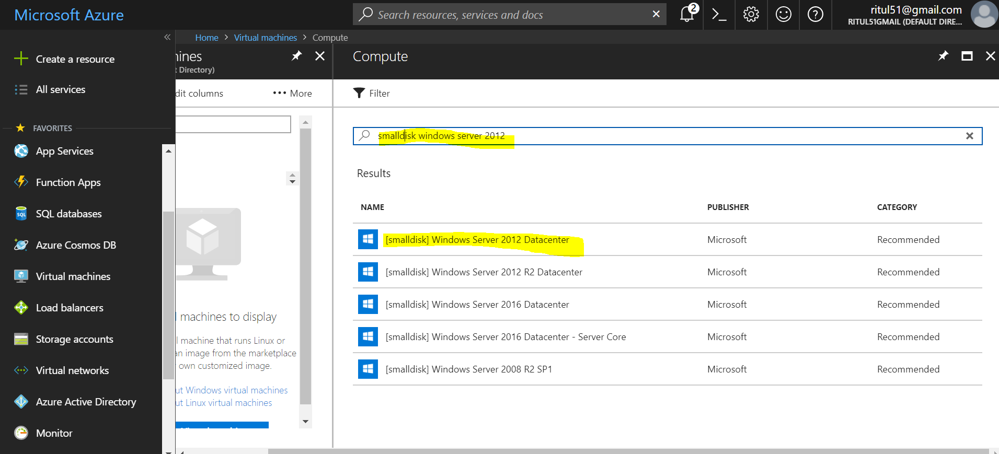 Microsoft Azure
Search resources, services and docs
2
ritul51@gmail.com
RITUL51GMAIL (DEFAULT DIRE...
Home > Virtual machines > Compute
Create a resource
All services
FAVORITES
App Services
Function Apps
SQL databases
Azure Cosmos DB
Virtual machines
Load balancers
Storage accounts
Virtual networks
Azure Active Directory
Monitor
hines
t Directory)
dit columns
••• More
l machines to display
l machine that runs Linux or
an image from the marketplace
r own customized image.
ut Windows virtual machines
ut Linux virtual machines
Compute
Filter
smalldisk windows server 2012
Results
NAME PUBLISHER CATEGORY
[smalldisk] Windows Server 2012 Datacenter Microsoft Recommended
[smalldisk] Windows Server 2012 R2 Datacenter Microsoft Recommended
[smalldisk] Windows Server 2016 Datacenter Microsoft Recommended
[smalldisk] Windows Server 2016 Datacenter - Server Core Microsoft Recommended
[smalldisk] Windows Server 2008 R2 SP1 Microsoft Recommended